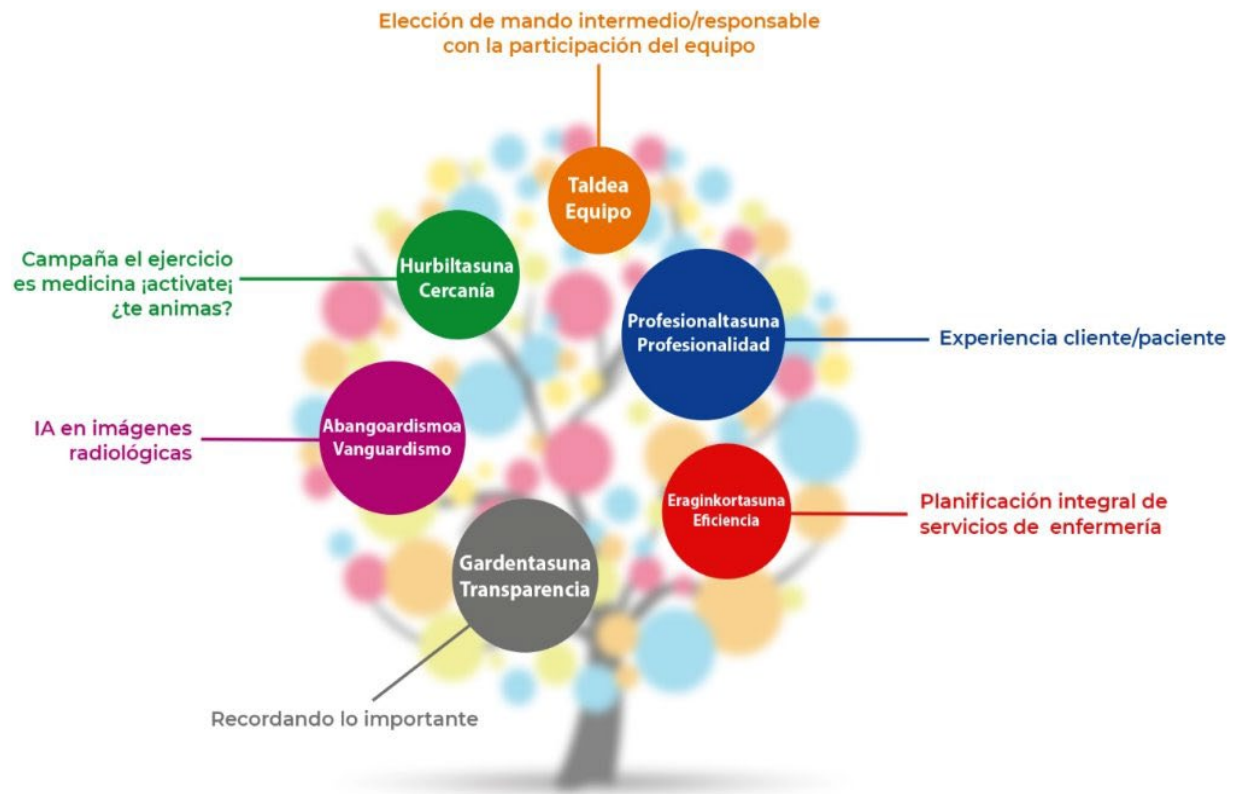 Elección de mando intermedio/responsable
con la participación del equipo
Taldea
Equipo
Campaña el ejercicio
es medicina ¡activate¡
¿te animas?
Hurbiltasuna
Cercanía
Profesionaltasuna
Profesionalidad
Experiencia cliente/paciente
IA en imágenes
radiológicas
Abangoardismoa
Vanguardismo
Eraginkortasuna
Eficiencia
Planificación integral de
servicios de enfermería
Gardentasuna
Transparencia
Recordando lo importante